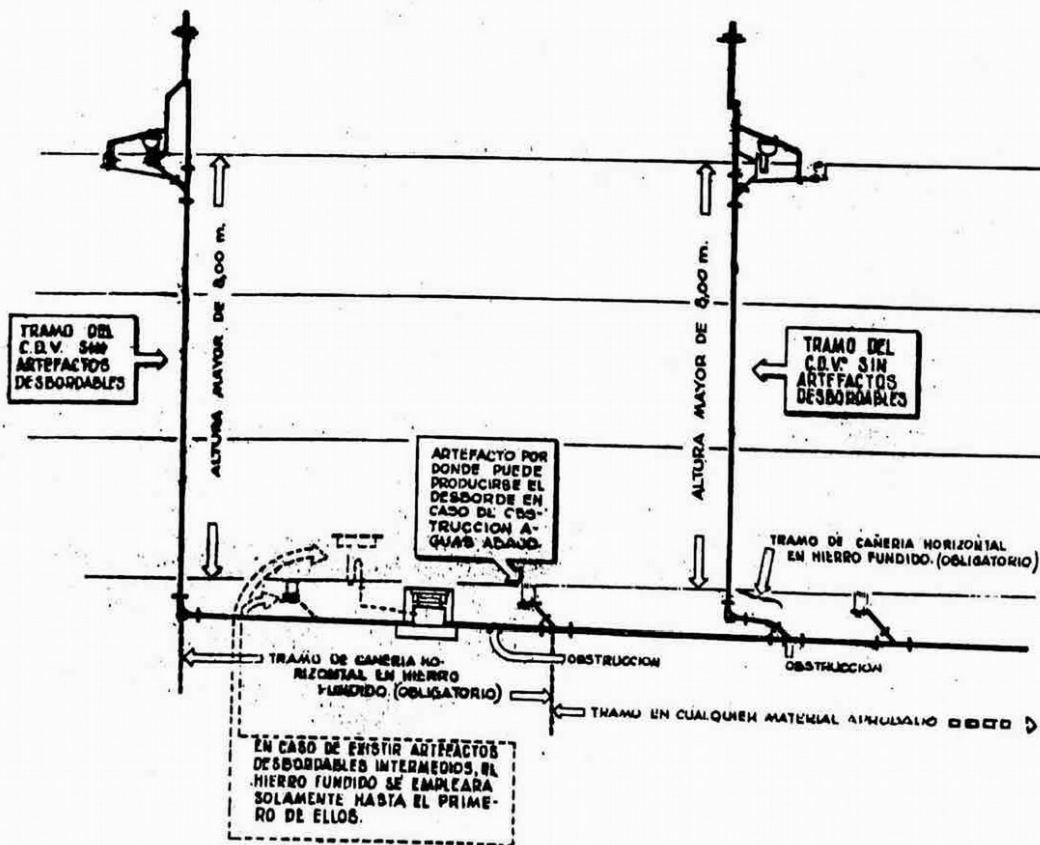 TRAMO DEL
C.D.V. SIN
ARTEFACTOS
DESBORDABLES
ALTURA MAYOR DE 8,00 m.
ARTEFACTO POR
DONDE PUEDE
PRODUCIRSE EL
DESBORDE EN
CASO DE OBS-
TRUCCION A-
GUAS ABAJO
ALTURA MAYOR DE 8,00 m.
TRAMO DEL
C.D.Vº SIN
ARTEFACTOS
DESBORDABLES
TRAMO DE CAÑERIA HORIZONTAL
EN HIERRO FUNDIDO.(OBLIGATORIO)
TRAMO DE CAÑERIA HO-
RIZONTAL EN HIERRO
FUNDIDO.(OBLIGATORIO)
OBSTRUCCION
OBSTRUCCION
TRAMO EN CUALQUIER MATERIAL APROBADO
EN CASO DE EXISTIR ARTEFACTOS
DESBORDABLES INTERMEDIOS, EL
HIERRO FUNDIDO SE EMPLEARA
SOLAMENTE HASTA EL PRIME-
RO DE ELLOS.